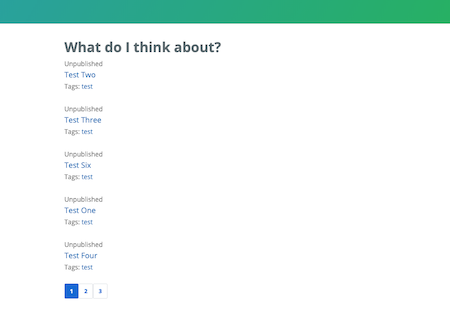 What do I think about?
Unpublished
Test Two
Tags: test
Unpublished
Test Three
Tags: test
Unpublished
Test Six
Tags: test
Unpublished
Test One
Tags: test
Unpublished
Test Four
Tags: test
1 2 3